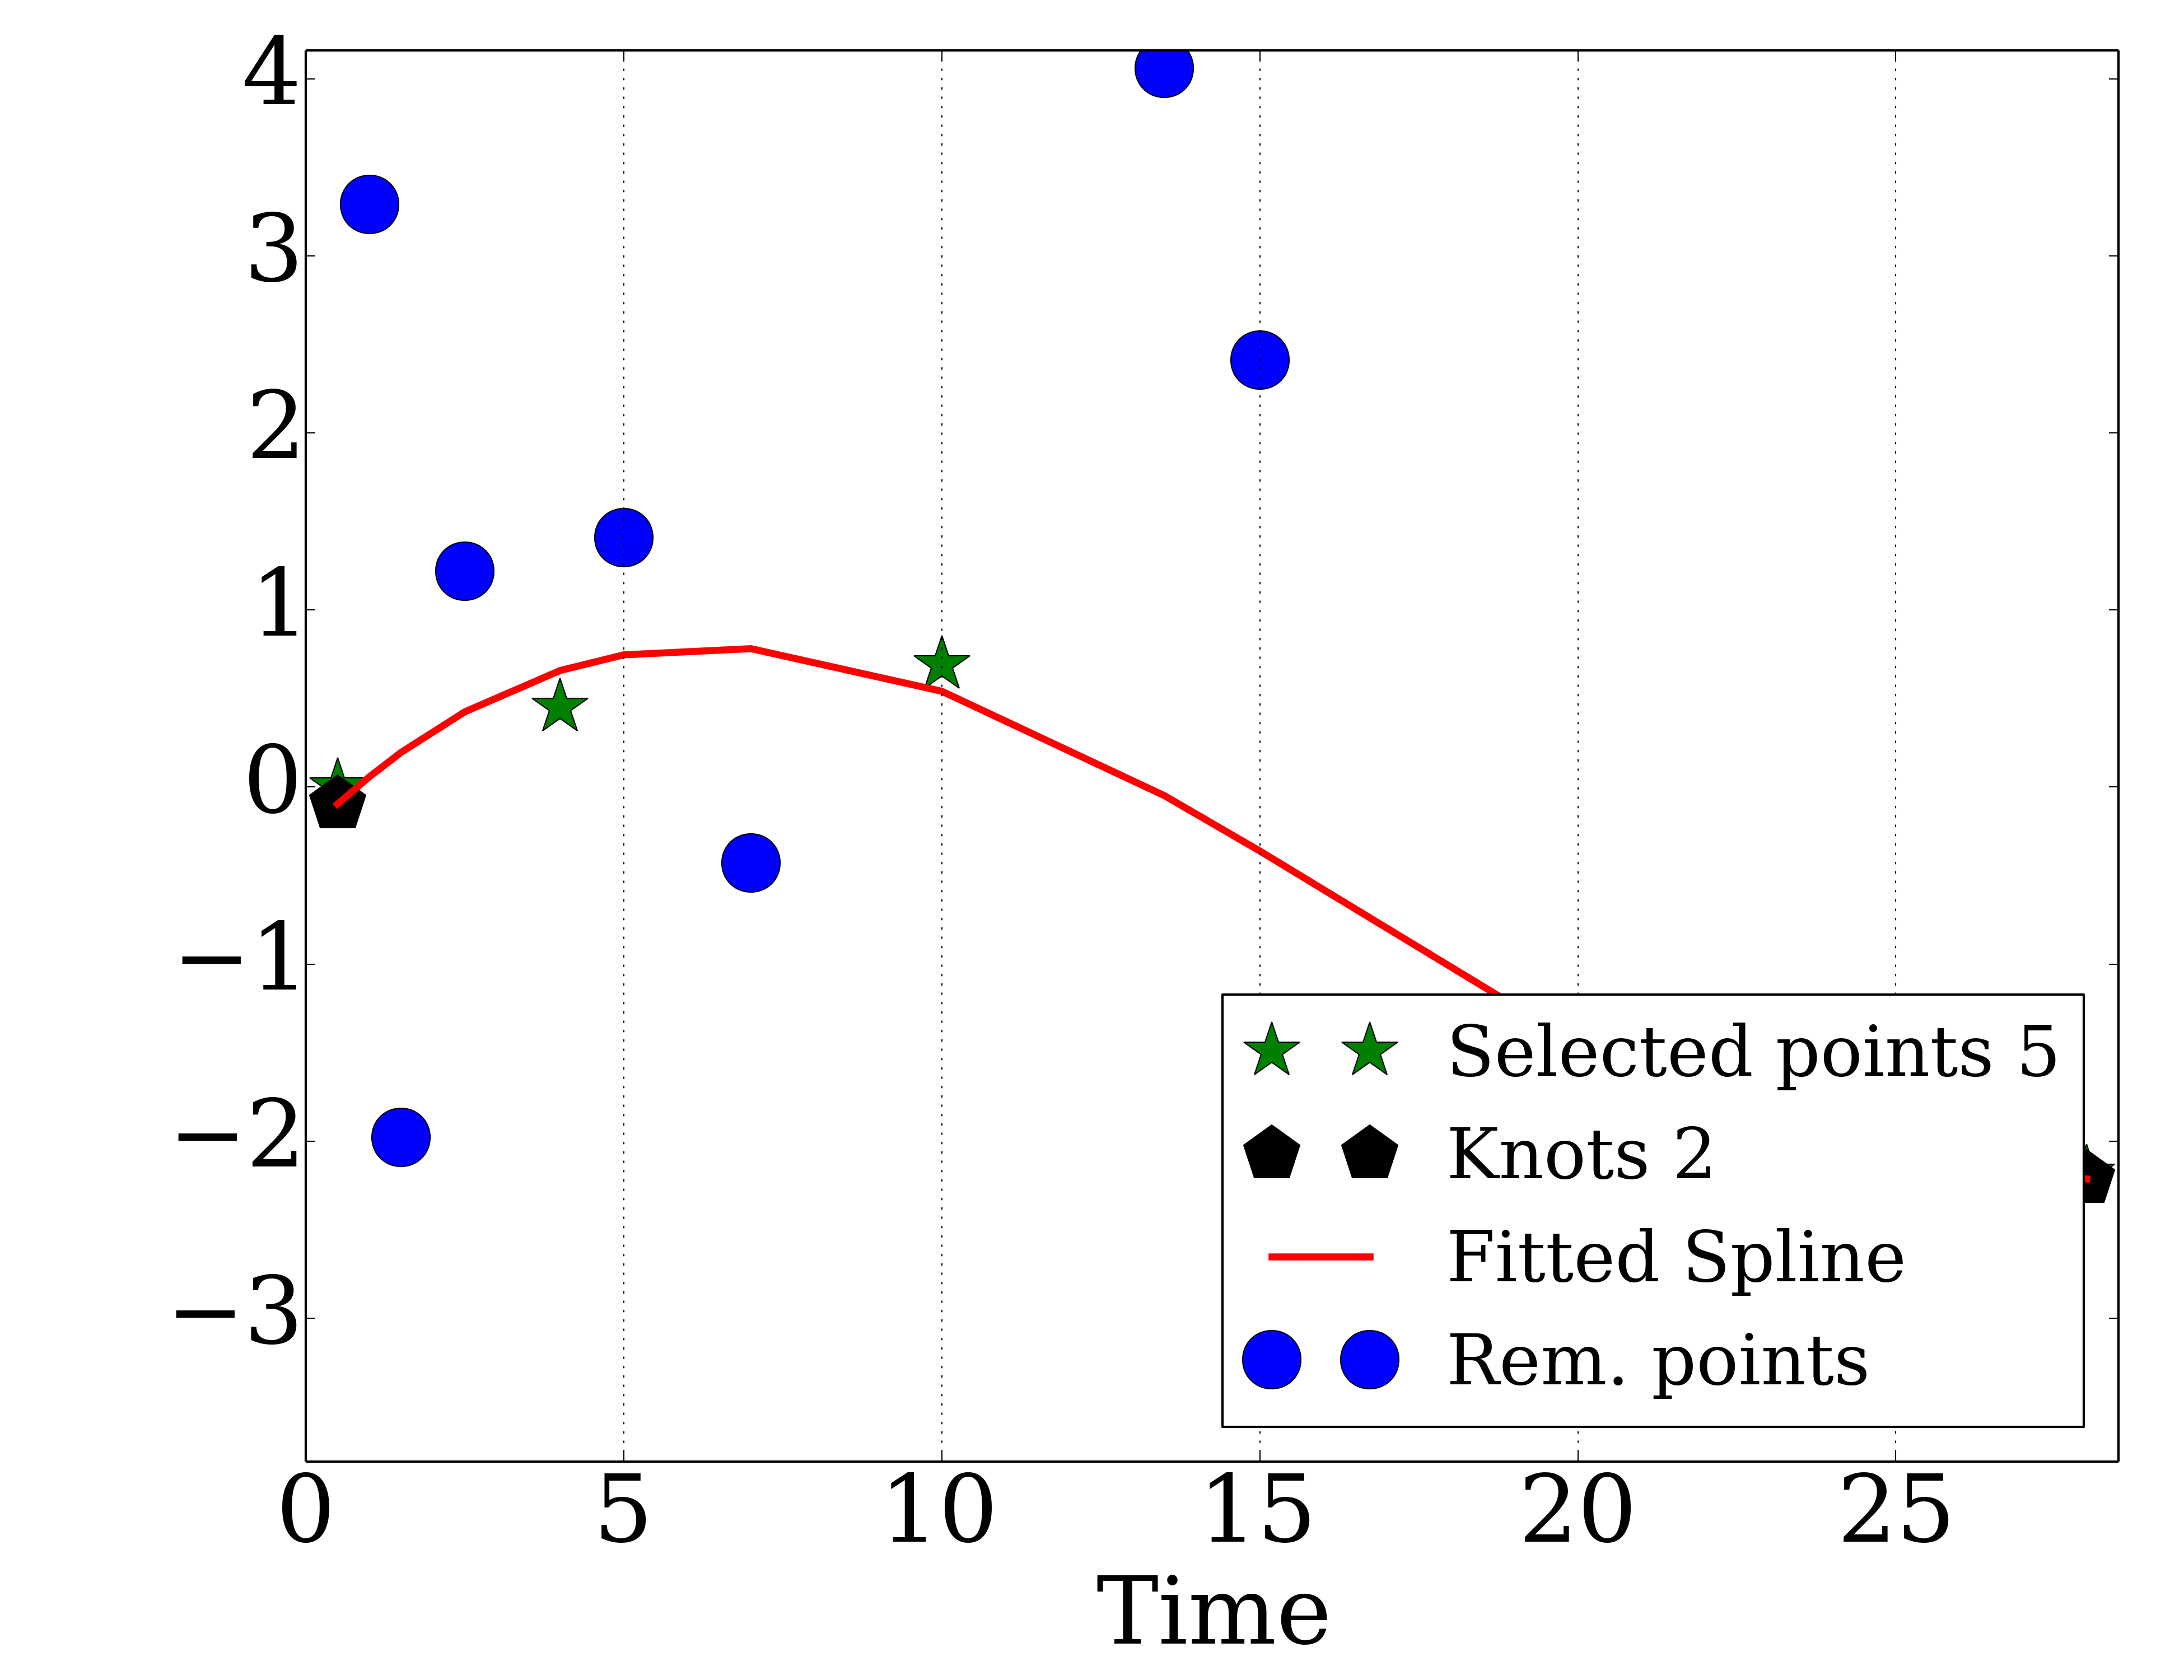 4
3
2
1
0
−1
−2
−3
0 5 10 15 20 25
Time
Selected points 5
Knots 2
Fitted Spline
Rem. points